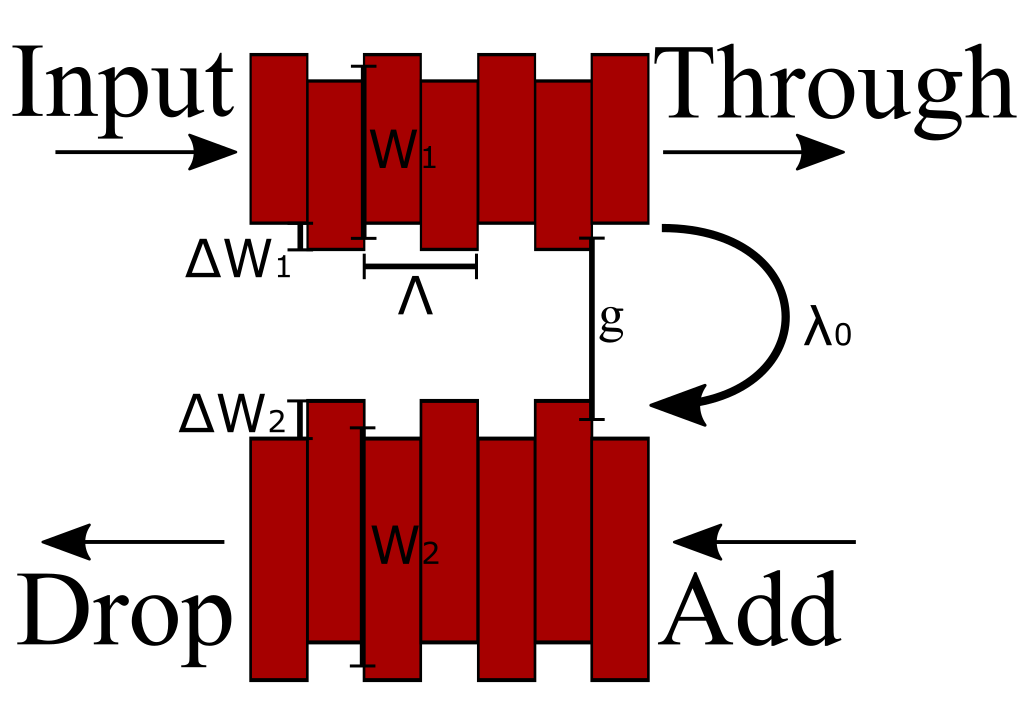 Input
Through
W₁
ΔW₁
Λ
g
λ₀
ΔW₂
W₂
Drop
Add